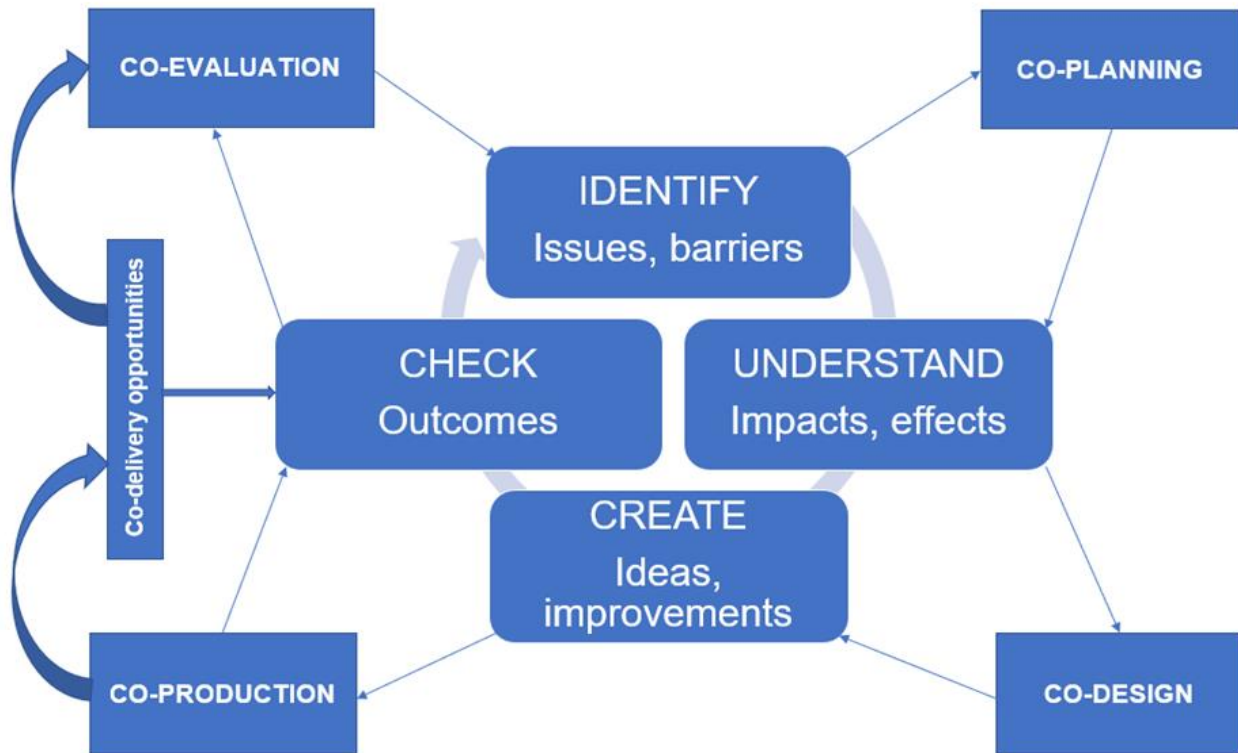 CO-EVALUATION
CO-PLANNING
IDENTIFY
Issues, barriers
Co-delivery opportunities
CHECK
Outcomes
UNDERSTAND
Impacts, effects
CREATE
Ideas,
improvements
CO-PRODUCTION
CO-DESIGN